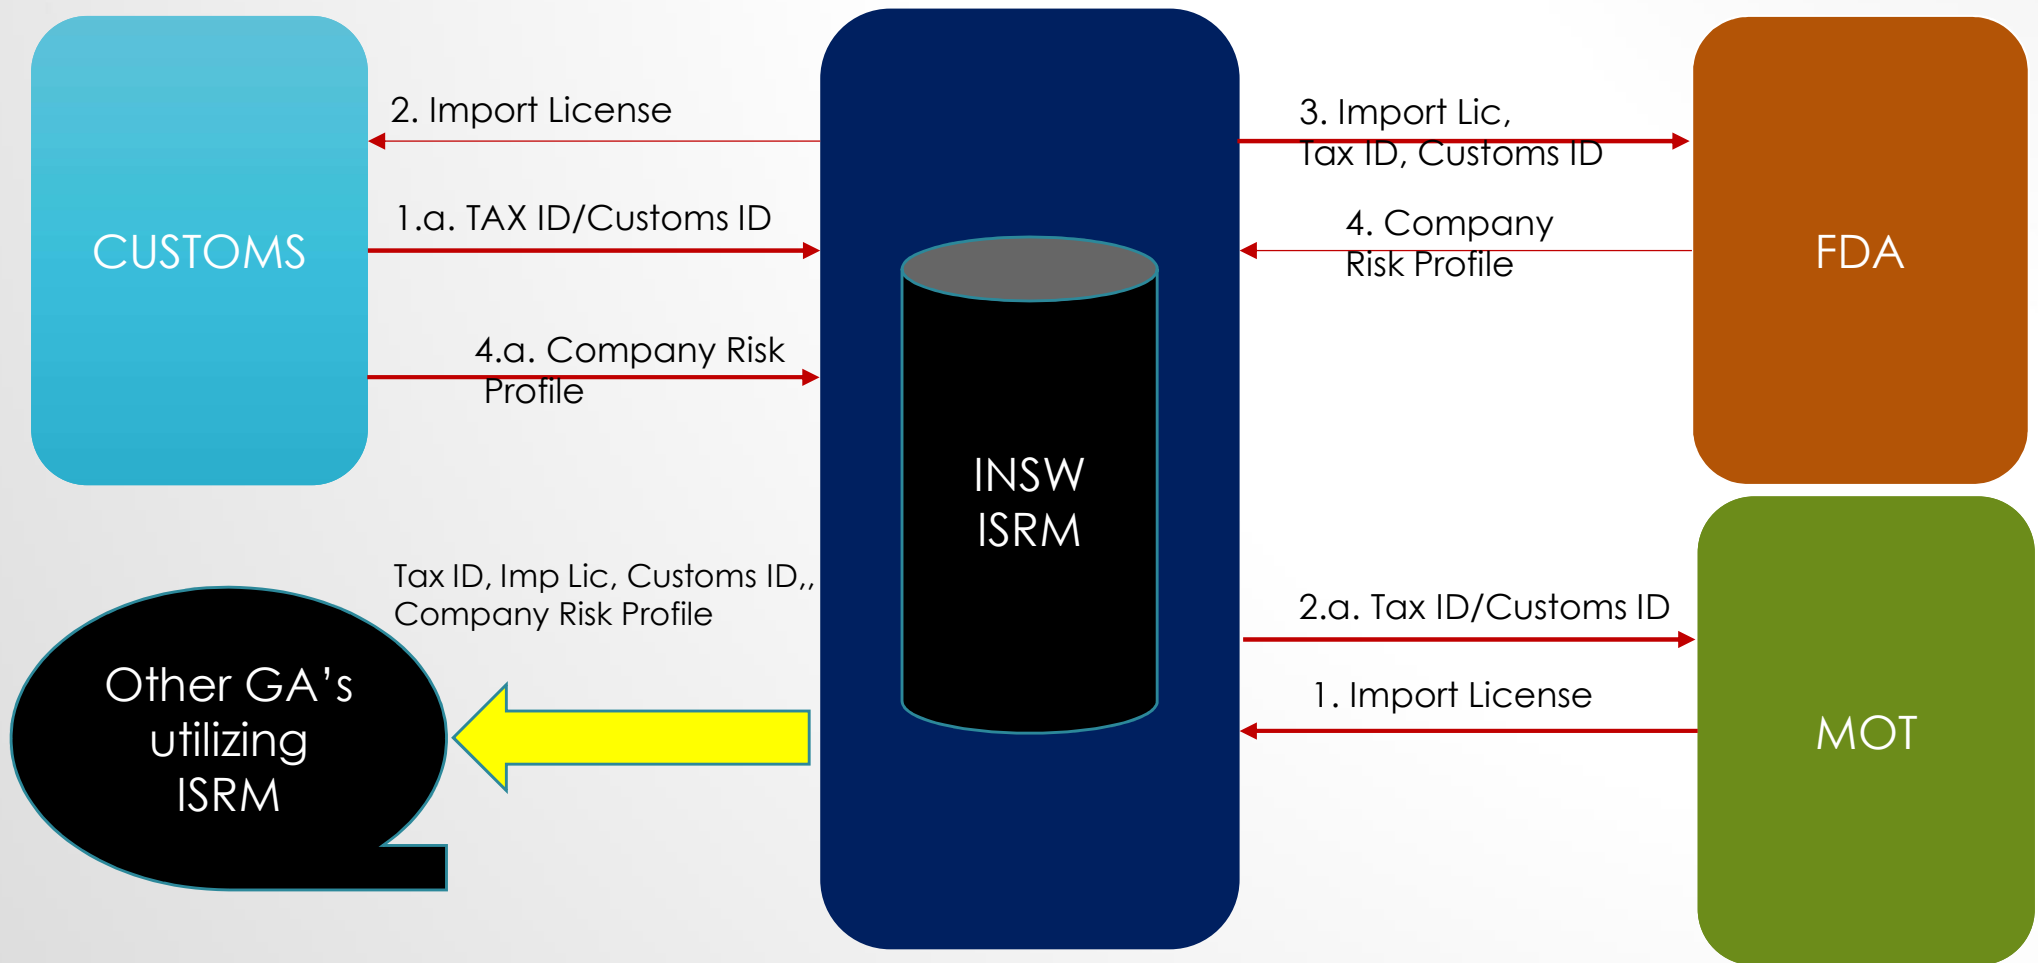 2. Import License
1.a. TAX ID/Customs ID
CUSTOMS
4.a. Company Risk
Profile
3. Import Lic,
Tax ID, Customs ID
4. Company
Risk Profile
FDA
INSW
ISRM
Tax ID, Imp Lic, Customs ID,,
Company Risk Profile
Other GA’s
utilizing
ISRM
2.a. Tax ID/Customs ID
1. Import License
MOT